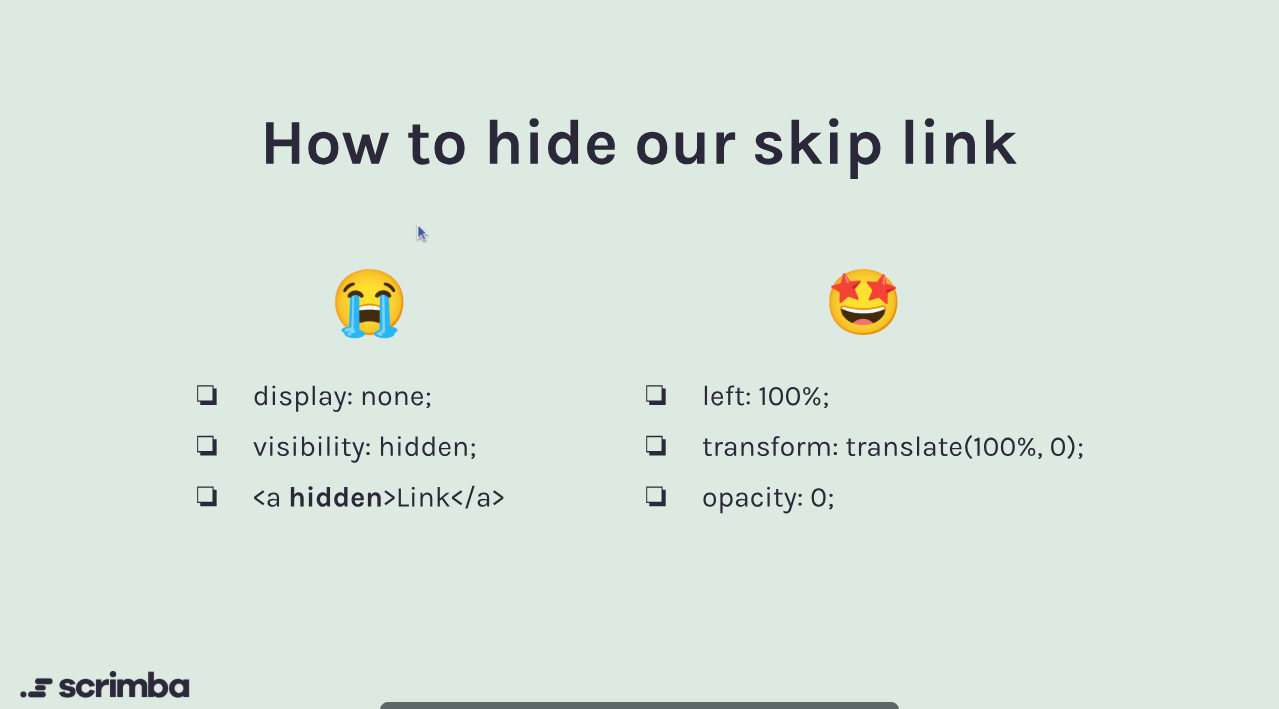 How to hide our skip link
display: none;
visibility: hidden;
<a hidden>Link</a>
left: 100%;
transform: translate(100%, 0);
opacity: 0;
scrimba